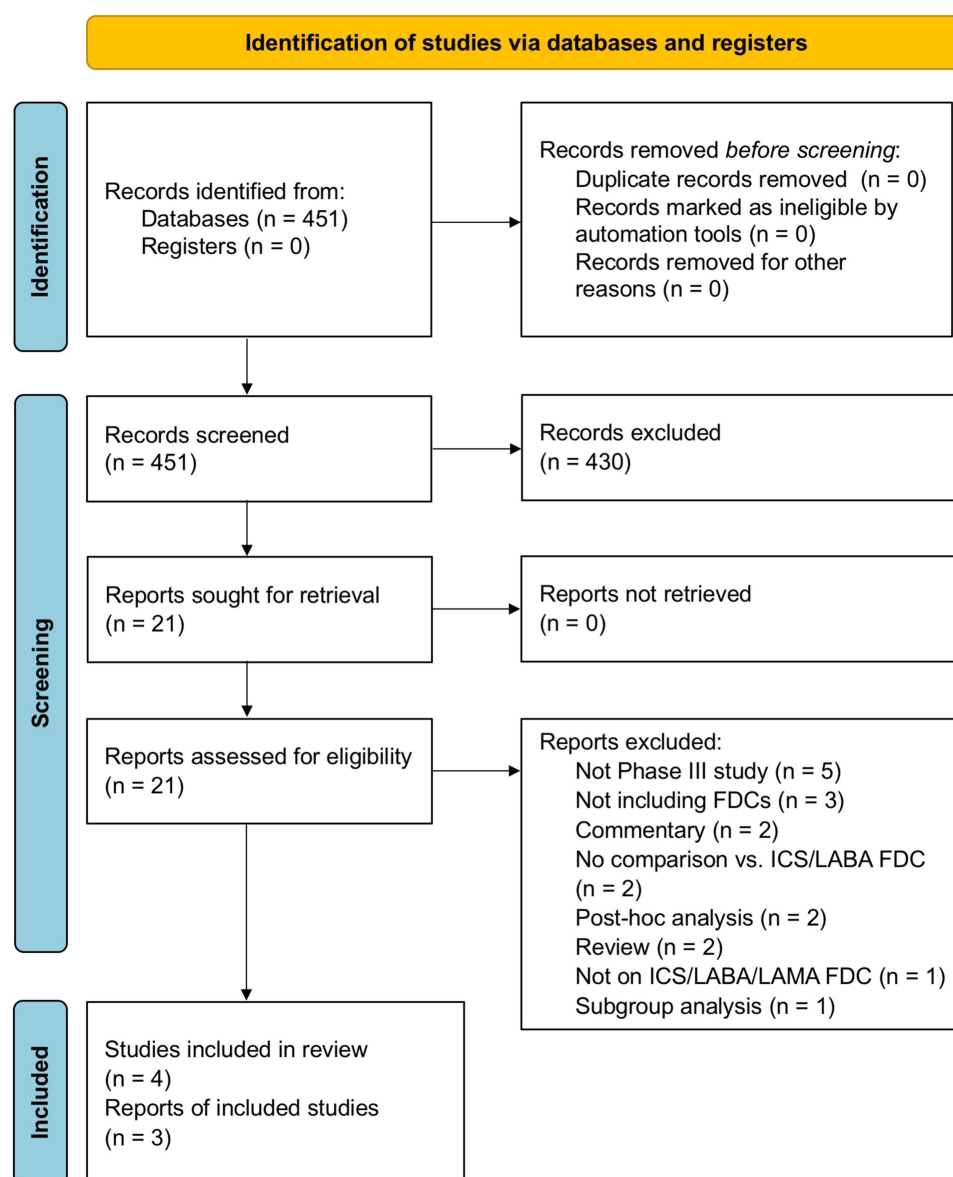 Identification of studies via databases and registers
Identification
Records identified from:
Databases (n = 451)
Registers (n = 0)
Records removed before screening:
Duplicate records removed  (n = 0)
Records marked as ineligible by
automation tools (n = 0)
Records removed for other
reasons (n = 0)
Screening
Records screened
(n = 451)
Records excluded
(n = 430)
Reports sought for retrieval
(n = 21)
Reports not retrieved
(n = 0)
Reports assessed for eligibility
(n = 21)
Reports excluded:
Not Phase III study (n = 5)
Not including FDCs (n = 3)
Commentary (n = 2)
No comparison vs. ICS/LABA FDC
(n = 2)
Post-hoc analysis (n = 2)
Review (n = 2)
Not on ICS/LABA/LAMA FDC (n = 1)
Subgroup analysis (n = 1)
Included
Studies included in review
(n = 4)
Reports of included studies
(n = 3)